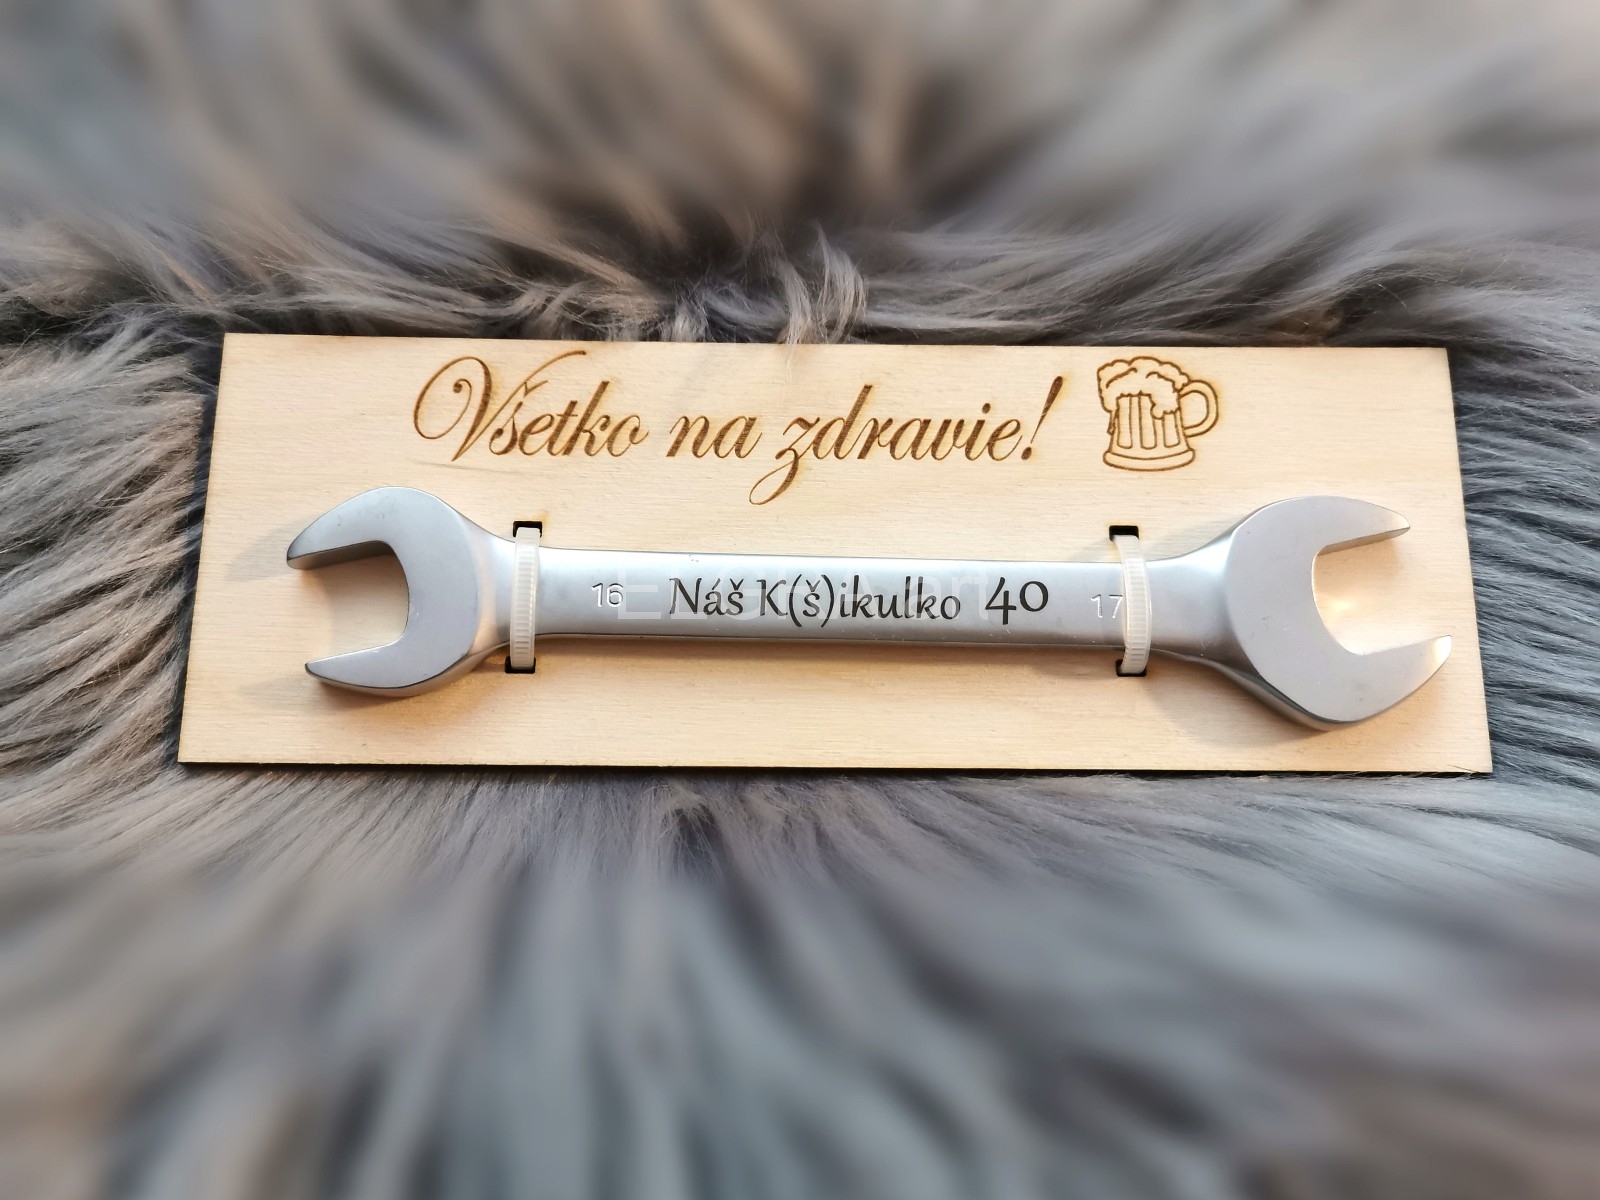 Všetko na zdravie!
16 Náš K(š)ikulko 40 17